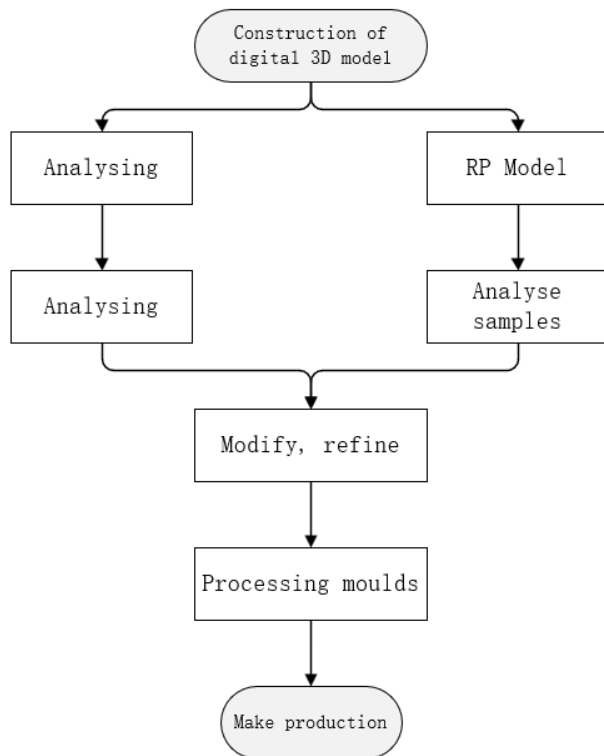 Construction of
digital 3D model
Analysing
RP Model
Analysing
Analyse
samples
Modify, refine
Processing moulds
Make production